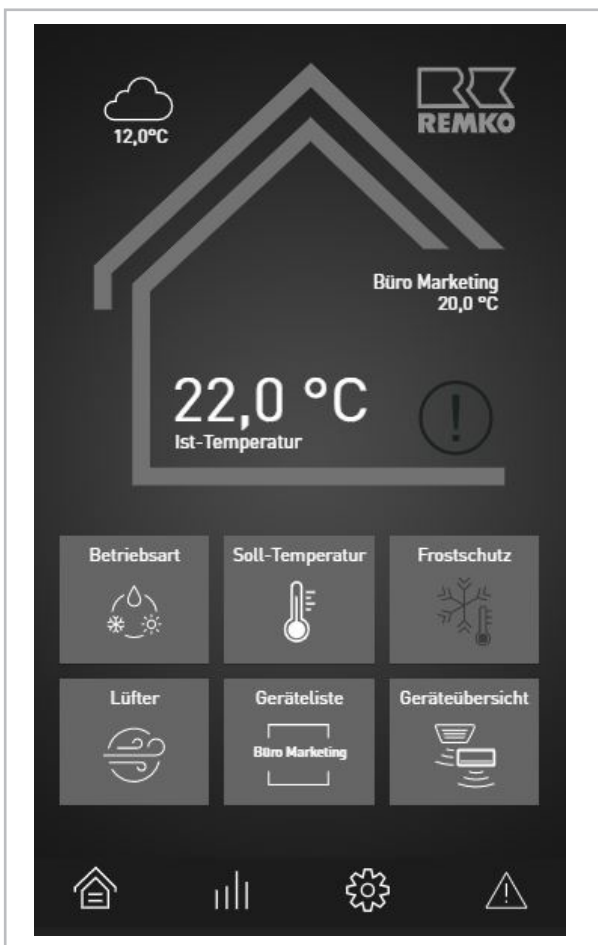 12,0°C
REMKO
Büro Marketing
20,0 °C
22,0 °C
Ist-Temperatur
Betriebsart
Soll-Temperatur
Frostschutz
Lüfter
Geräteliste
Geräteübersicht
Büro Marketing